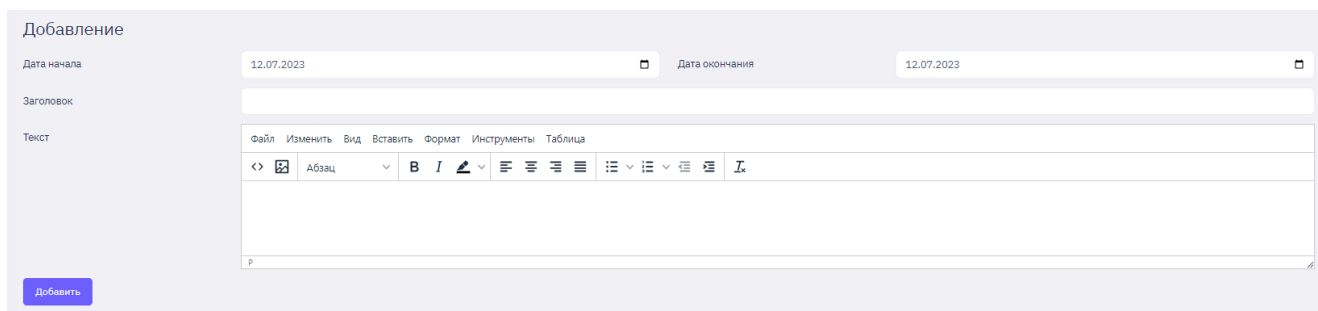 Добавление
Дата начала 12.07.2023 Дата окончания 12.07.2023
Заголовок
Текст Файл Изменить Вид Вставить Формат Инструменты Таблица
Абзац B I
P
Добавить